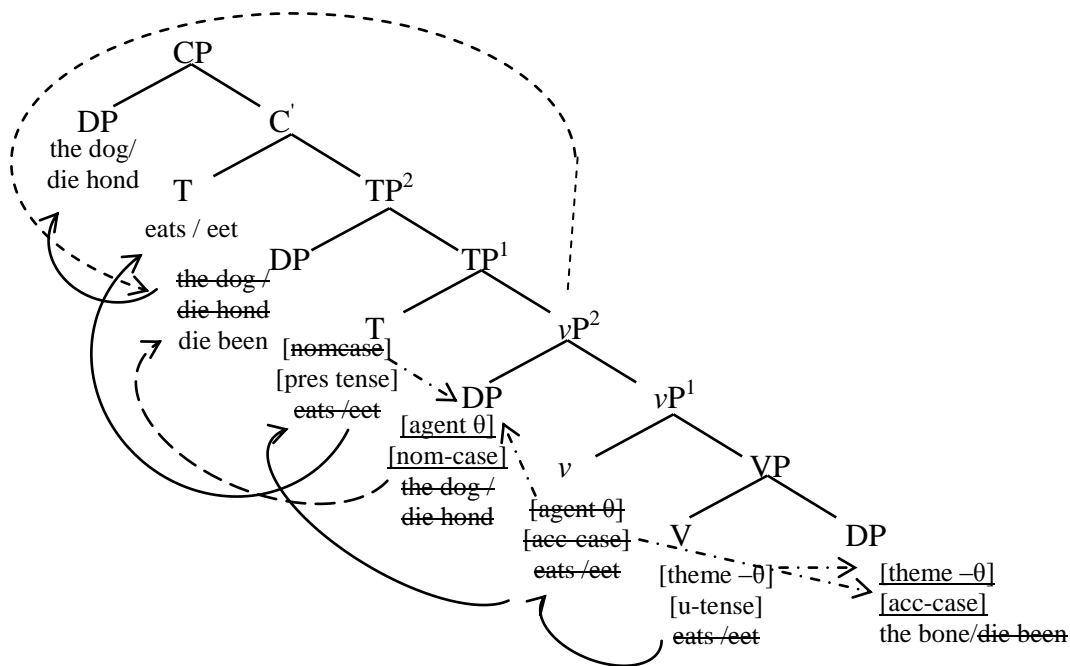 CP
DP
C'
the dog/
die hond
T
TP²
eats / eet
DP
TP¹
the dog /
die hond
die been
T
vP²
[nomcase]
[pres tense]
eats /eet
DP
vP¹
[agent θ]
[nom-case]
the dog /
die hond
v
VP
[agent θ]
[acc-case]
eats /eet
V
DP
[theme –θ]
[u-tense]
eats /eet
[theme –θ]
[acc-case]
the bone/die been